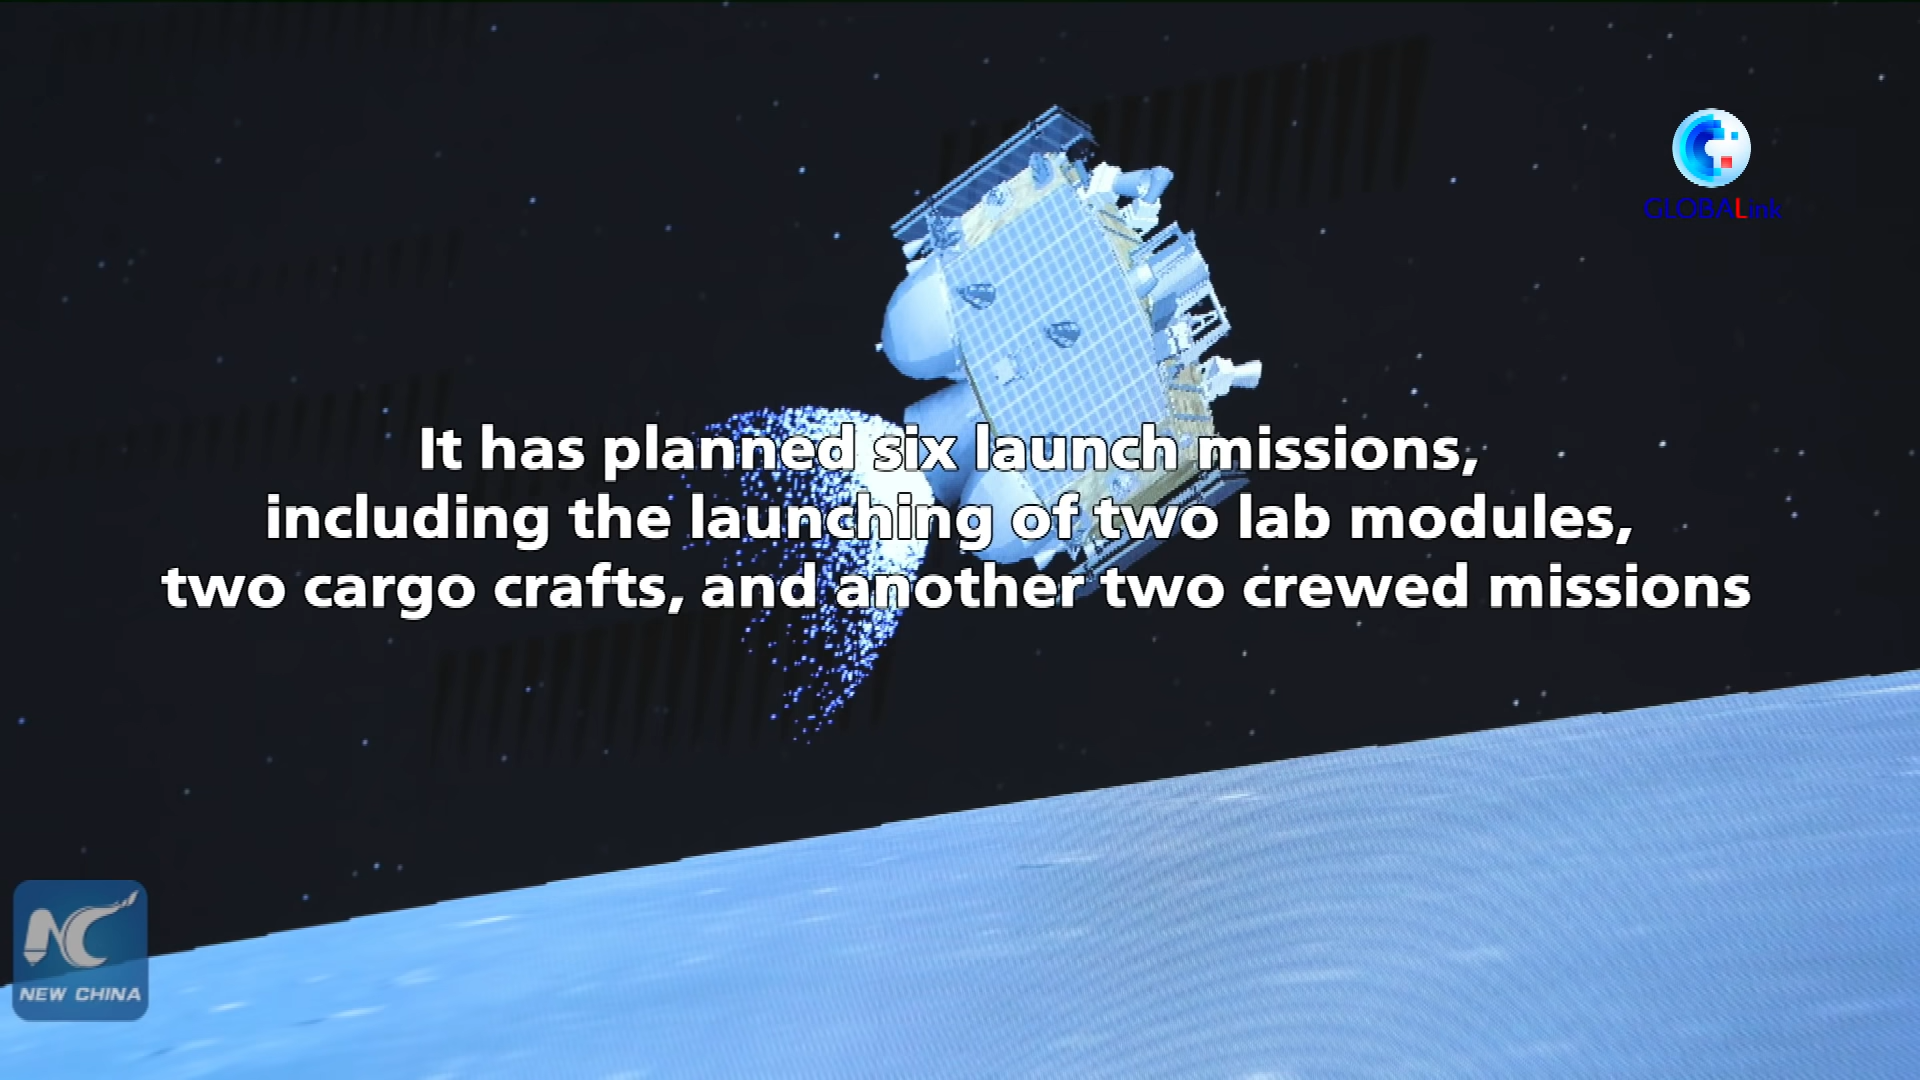 GLOBALink
It has planned six launch missions,
including the launching of two lab modules,
two cargo crafts, and another two crewed missions
NC
NEW CHINA